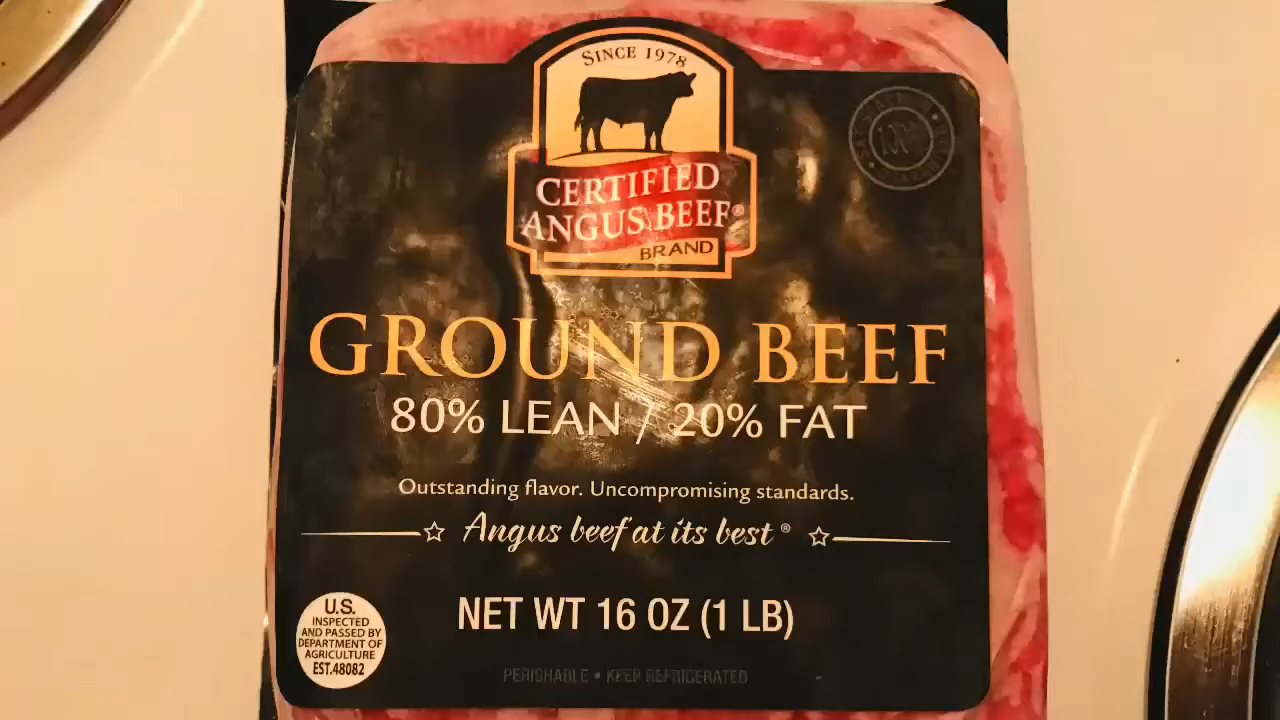 SINCE 1978
CERTIFIED
ANGUS BEEF®
BRAND
100%
GROUND BEEF
80% LEAN / 20% FAT
Outstanding flavor. Uncompromising standards.
Angus beef at its best®
NET WT 16 OZ (1 LB)
U.S.
INSPECTED
AND PASSED BY
DEPARTMENT OF
AGRICULTURE
EST.48082
PERISHABLE • KEEP REFRIGERATED